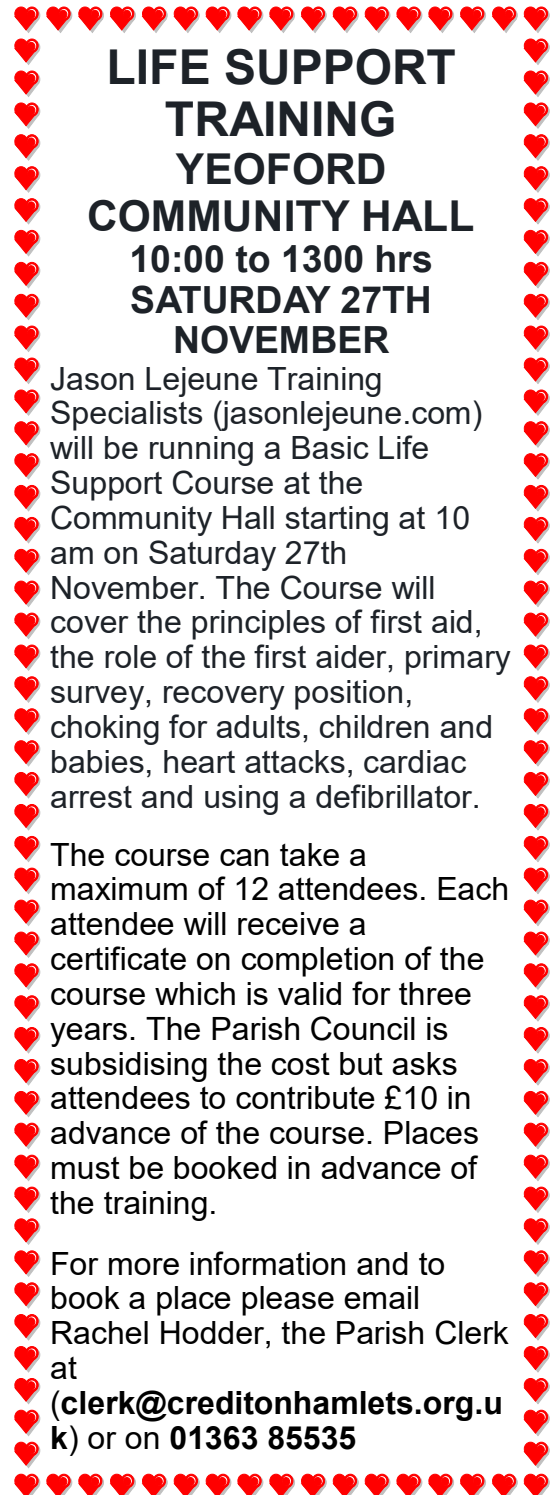 LIFE SUPPORT
TRAINING
YEOFORD
COMMUNITY HALL
10:00 to 1300 hrs
SATURDAY 27TH
NOVEMBER
Jason Lejeune Training
Specialists (jasonlejeune.com)
will be running a Basic Life
Support Course at the
Community Hall starting at 10
am on Saturday 27th
November. The Course will
cover the principles of first aid,
the role of the first aider, primary
survey, recovery position,
choking for adults, children and
babies, heart attacks, cardiac
arrest and using a defibrillator.
The course can take a
maximum of 12 attendees. Each
attendee will receive a
certificate on completion of the
course which is valid for three
years. The Parish Council is
subsidising the cost but asks
attendees to contribute £10 in
advance of the course. Places
must be booked in advance of
the training.
For more information and to
book a place please email
Rachel Hodder, the Parish Clerk
at
(clerk@creditonhamlets.org.u
k) or on 01363 85535